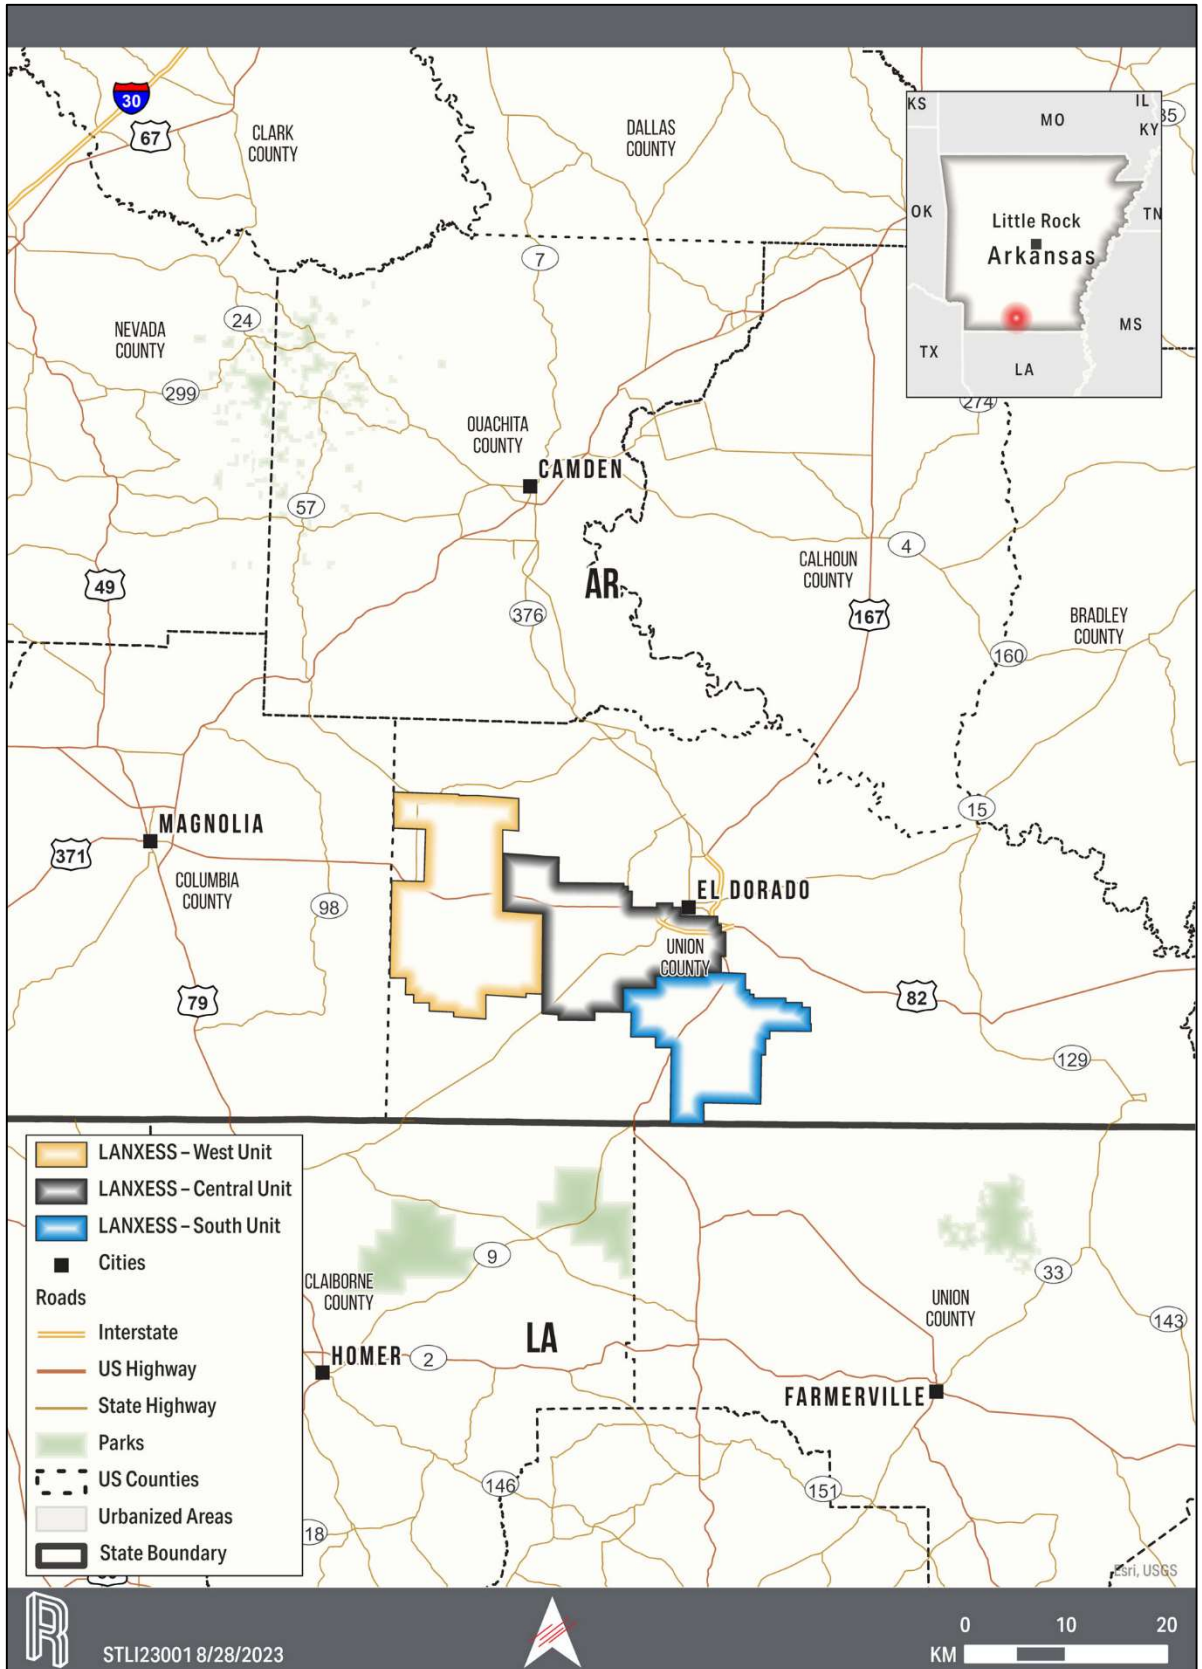 30
67
CLARK
COUNTY
DALLAS
COUNTY
KS
MO
IL
KY
35
OK
Little Rock
TN
Arkansas
MS
TX
LA
7
24
NEVADA
COUNTY
299
274
OUACHITA
COUNTY
CAMDEN
57
4
CALHOUN
COUNTY
49
AR
376
167
BRADLEY
COUNTY
160
15
MAGNOLIA
371
COLUMBIA
COUNTY
98
EL DORADO
UNION
COUNTY
79
82
129
LANXESS – West Unit
LANXESS – Central Unit
LANXESS – South Unit
Cities
Roads
Interstate
US Highway
State Highway
Parks
US Counties
Urbanized Areas
State Boundary
9
CLAIBORNE
COUNTY
33
UNION
COUNTY
143
LA
HOMER
2
FARMERVILLE
146
151
18
Esri, USGS
R
STLI23001 8/28/2023
0 10 20
KM